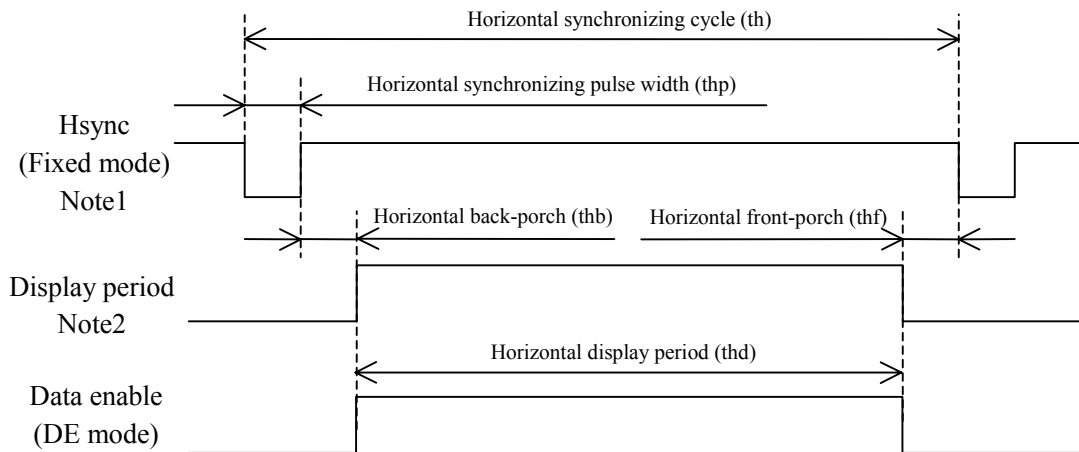 Horizontal synchronizing cycle (th)
Horizontal synchronizing pulse width (thp)
Hsync
(Fixed mode)
Note1
Horizontal back-porch (thb)
Horizontal front-porch (thf)
Display period
Note2
Horizontal display period (thd)
Data enable
(DE mode)